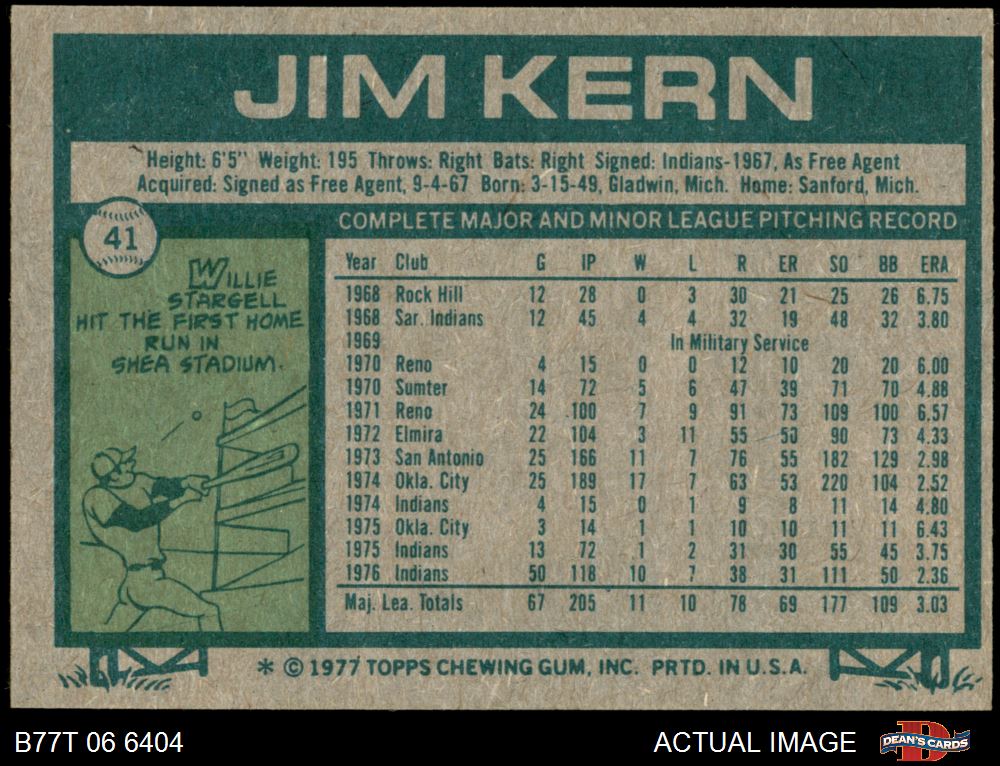 JIM KERN
Height: 6'5" Weight: 195 Throws: Right Bats: Right Signed: Indians-1967, As Free Agent
Acquired: Signed as Free Agent, 9-4-67 Born: 3-15-49, Gladwin, Mich. Home: Sanford, Mich.
41
WILLIE
STARGELL
HIT THE FIRST HOME
RUN IN
SHEA STADIUM.
COMPLETE MAJOR AND MINOR LEAGUE PITCHING RECORD
Year Club G IP W L R ER SO BB ERA
1968 Rock Hill 12 28 0 3 30 21 25 26 6.75
1968 Sar. Indians 12 45 4 4 32 19 48 32 3.80
1969 In Military Service
1970 Reno 4 15 0 0 12 10 20 20 6.00
1970 Sumter 14 72 5 6 47 39 71 70 4.88
1971 Reno 24 100 7 9 91 73 109 100 6.57
1972 Elmira 22 104 3 11 55 50 90 73 4.33
1973 San Antonio 25 166 11 7 76 55 182 129 2.98
1974 Okla. City 25 189 17 7 63 53 220 104 2.52
1974 Indians 4 15 0 1 9 8 11 14 4.80
1975 Okla. City 3 14 1 1 10 10 11 11 6.43
1975 Indians 13 72 1 2 31 30 55 45 3.75
1976 Indians 50 118 10 7 38 31 111 50 2.36
Maj. Lea. Totals 67 205 11 10 78 69 177 109 3.03
* © 1977 TOPPS CHEWING GUM, INC. PRTD. IN U.S.A.
B77T 06 6404
ACTUAL IMAGE
DEAN'S CARDS